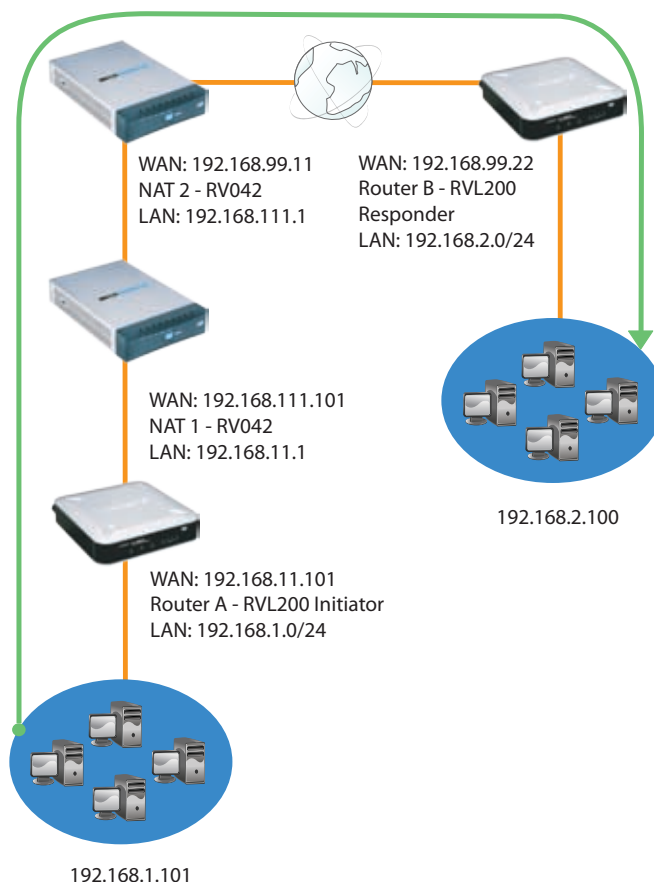 WAN: 192.168.99.11
NAT 2 - RV042
LAN: 192.168.111.1
WAN: 192.168.99.22
Router B - RVL200
Responder
LAN: 192.168.2.0/24
WAN: 192.168.111.101
NAT 1 - RV042
LAN: 192.168.11.1
192.168.2.100
WAN: 192.168.11.101
Router A - RVL200 Initiator
LAN: 192.168.1.0/24
192.168.1.101